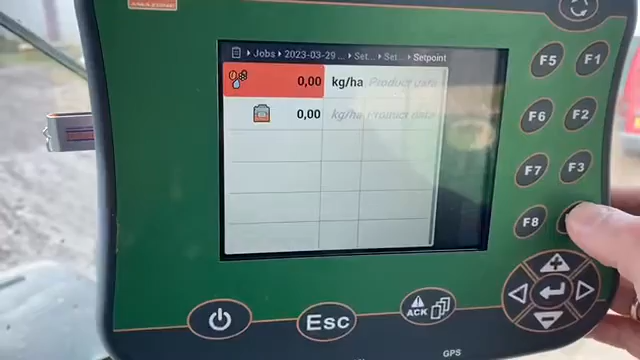 Jobs ▸ 2023-03-29 ... ▸ Set... ▸ Set... ▸ Setpoint
0,00 kg/ha Product data
0,00 kg/ha Product data
F5 F1
F6 F2
F7 F3
F8
Esc
ACK
GPS